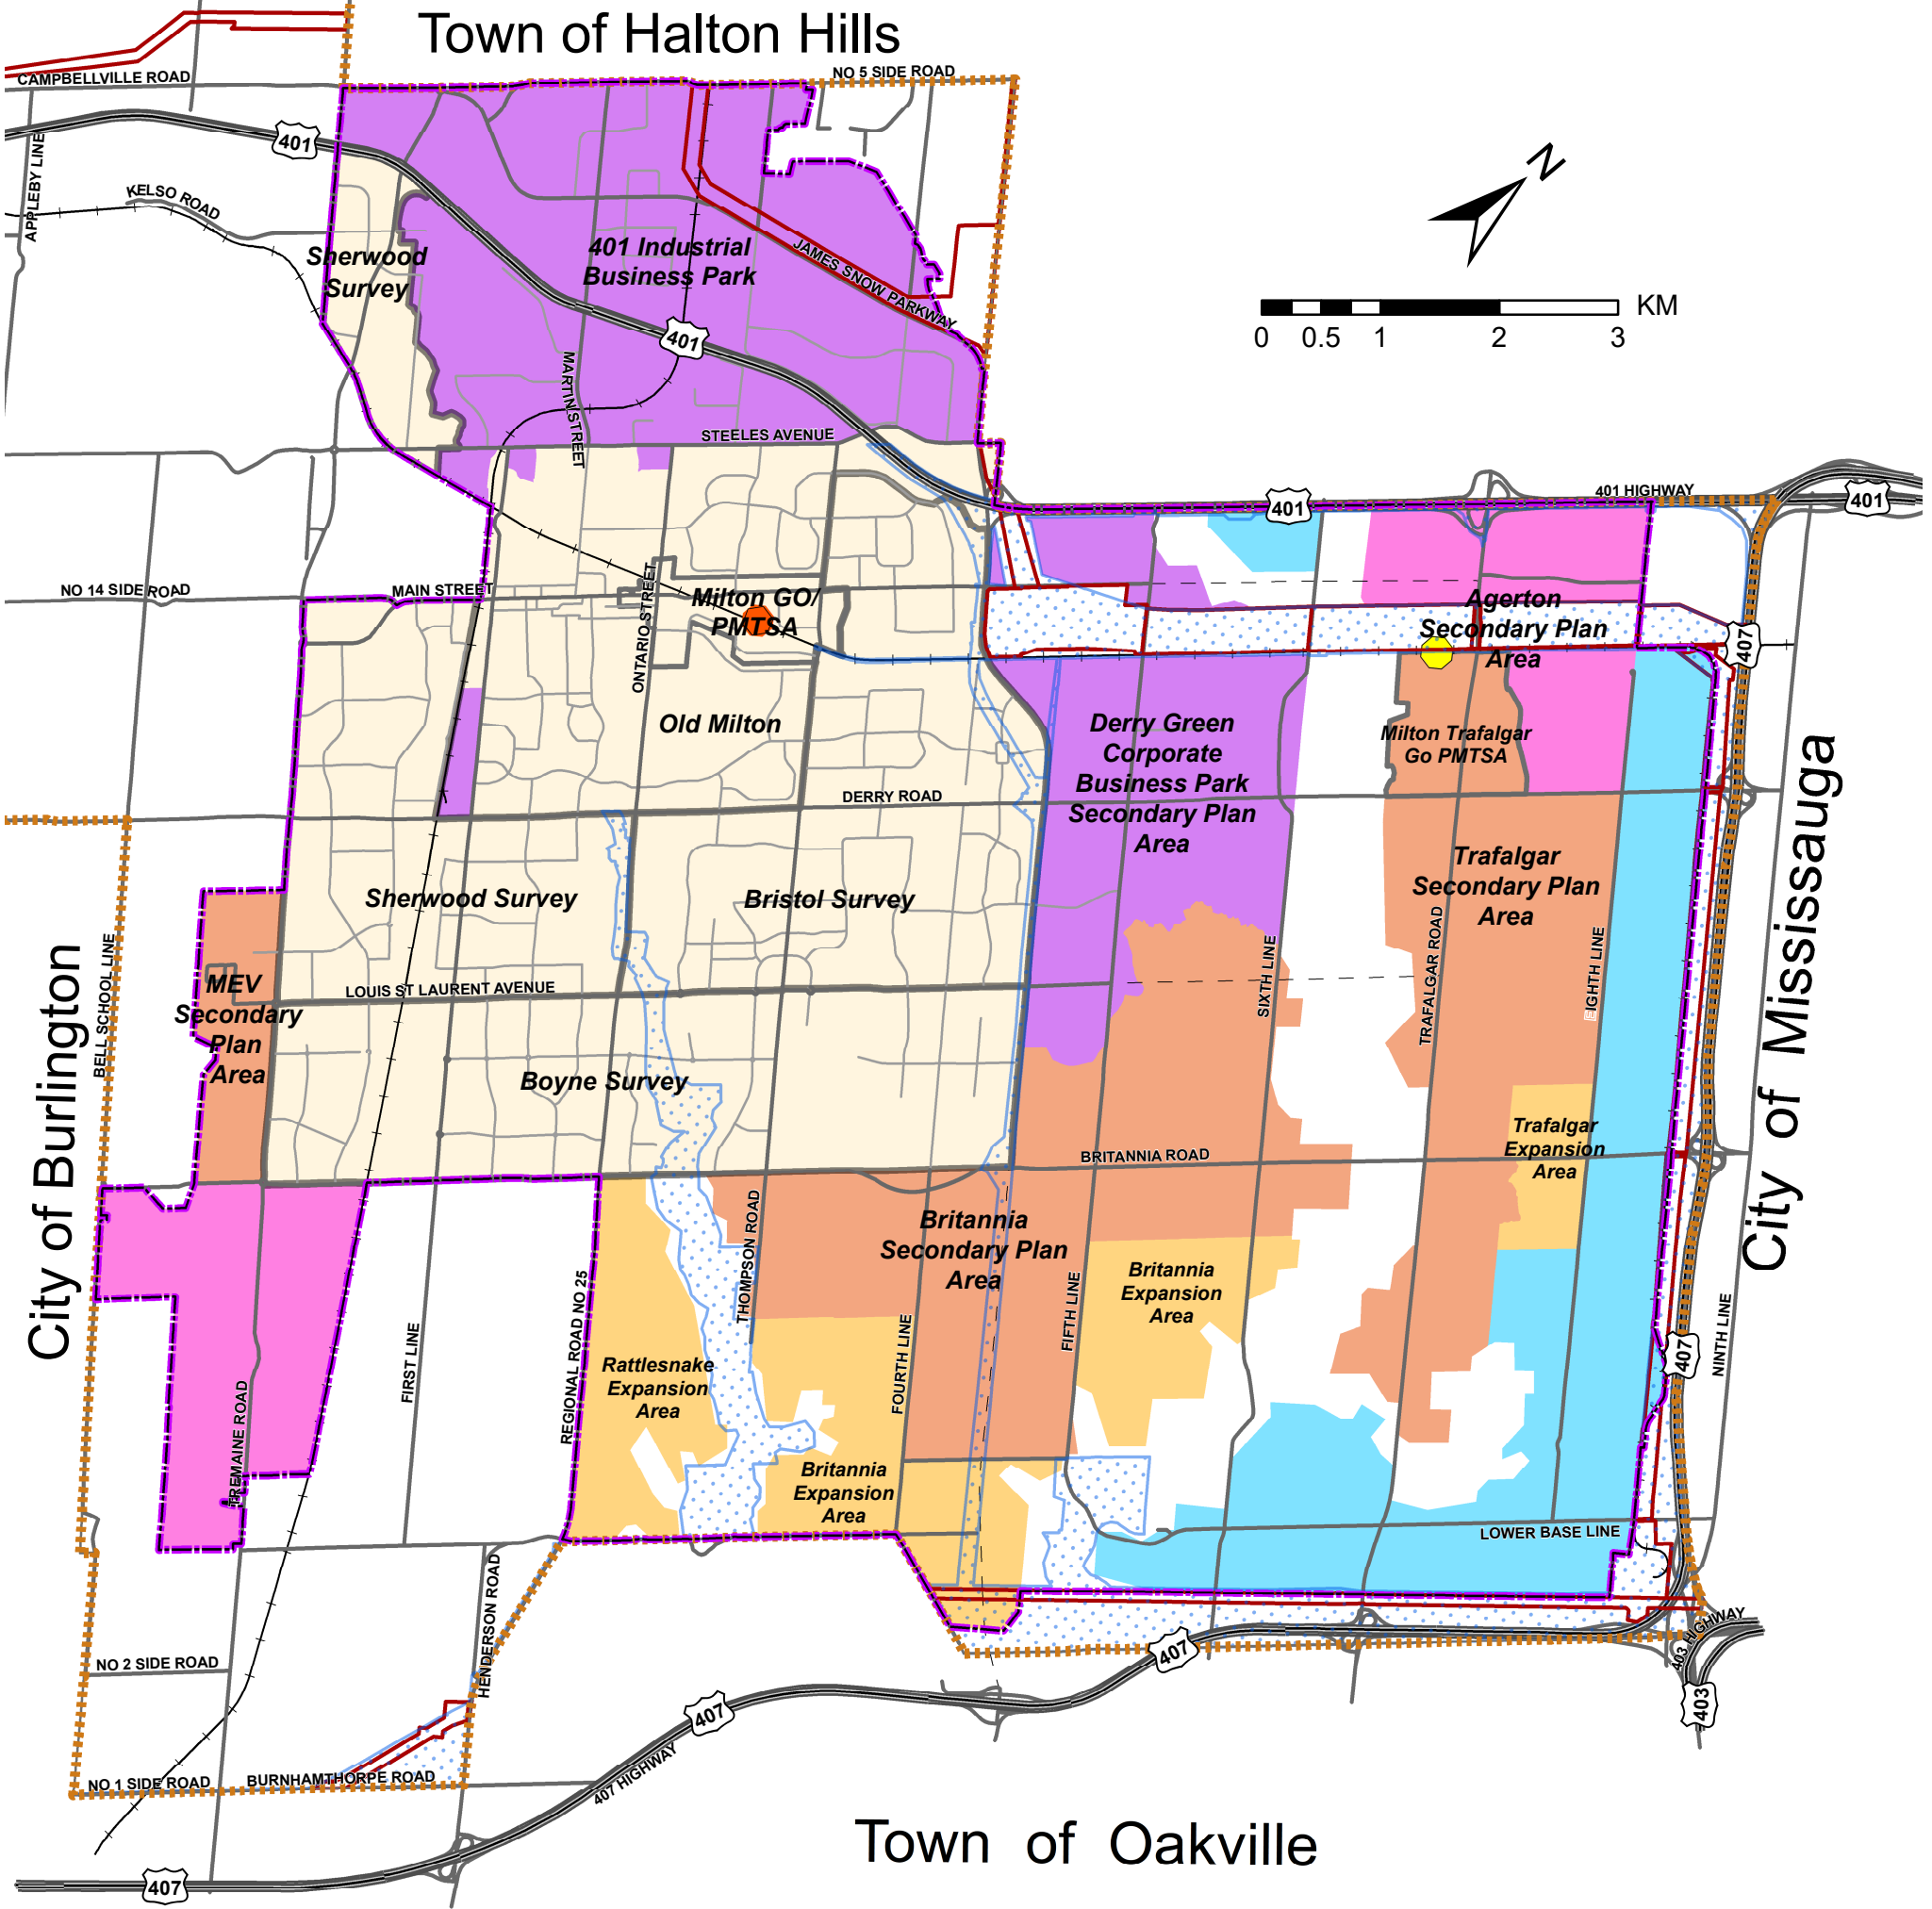 Town of Halton Hills
CAMPBELLVILLE ROAD
NO 5 SIDE ROAD
401
APPLEBY LINE
KELSO ROAD
N
Sherwood
Survey
401 Industrial
Business Park
JAMES SNOW PARKWAY
KM
0 0.5 1 2 3
401
MARTIN STREET
STEELES AVENUE
401 HIGHWAY
401
401
NO 14 SIDE ROAD
MAIN STREET
ONTARIO STREET
Milton GO/
PMTSA
Agerton
Secondary Plan
Area
407
Old Milton
Derry Green
Corporate
Business Park
Secondary Plan
Area
Milton Trafalgar
Go PMTSA
DERRY ROAD
City of Mississauga
Trafalgar
Secondary Plan
Area
Sherwood Survey
Bristol Survey
BELL SCHOOL LINE
SIXTH LINE
TRAFALGAR ROAD
EIGHTH LINE
MEV
Secondary
Plan
Area
LOUIS ST LAURENT AVENUE
City of Burlington
Boyne Survey
Trafalgar
Expansion
Area
BRITANNIA ROAD
Britannia
Secondary Plan
Area
THOMPSON ROAD
REGIONAL ROAD NO 25
FIFTH LINE
Britannia
Expansion
Area
NINTH LINE
407
FIRST LINE
FOURTH LINE
Rattlesnake
Expansion
Area
TREMAINE ROAD
Britannia
Expansion
Area
LOWER BASE LINE
HENDERSON ROAD
NO 2 SIDE ROAD
407
403 HIGHWAY
403
407
NO 1 SIDE ROAD
BURNHAMTHORPE ROAD
407 HIGHWAY
Town of Oakville
407